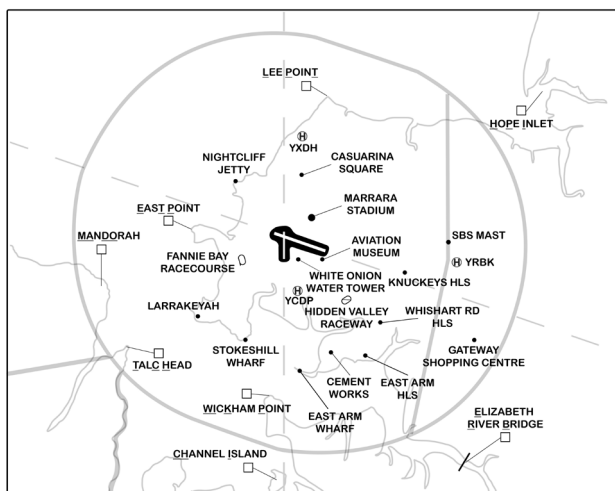 LEE POINT
HOPE INLET
YXDH
NIGHTCLIFF
JETTY
CASUARINA
SQUARE
EAST POINT
MARRARA
STADIUM
MANDORAH
SBS MAST
FANNIE BAY
RACECOURSE
AVIATION
MUSEUM
YRBK
WHITE ONION
WATER TOWER
KNUCKEYS HLS
YCDP
HIDDEN VALLEY
RACEWAY
LARRAKEYAH
WHISHART RD
HLS
STOKESHILL
WHARF
GATEWAY
SHOPPING CENTRE
TALC HEAD
CEMENT
WORKS
EAST ARM
HLS
WICKHAM POINT
EAST ARM
WHARF
ELIZABETH
RIVER BRIDGE
CHANNEL ISLAND